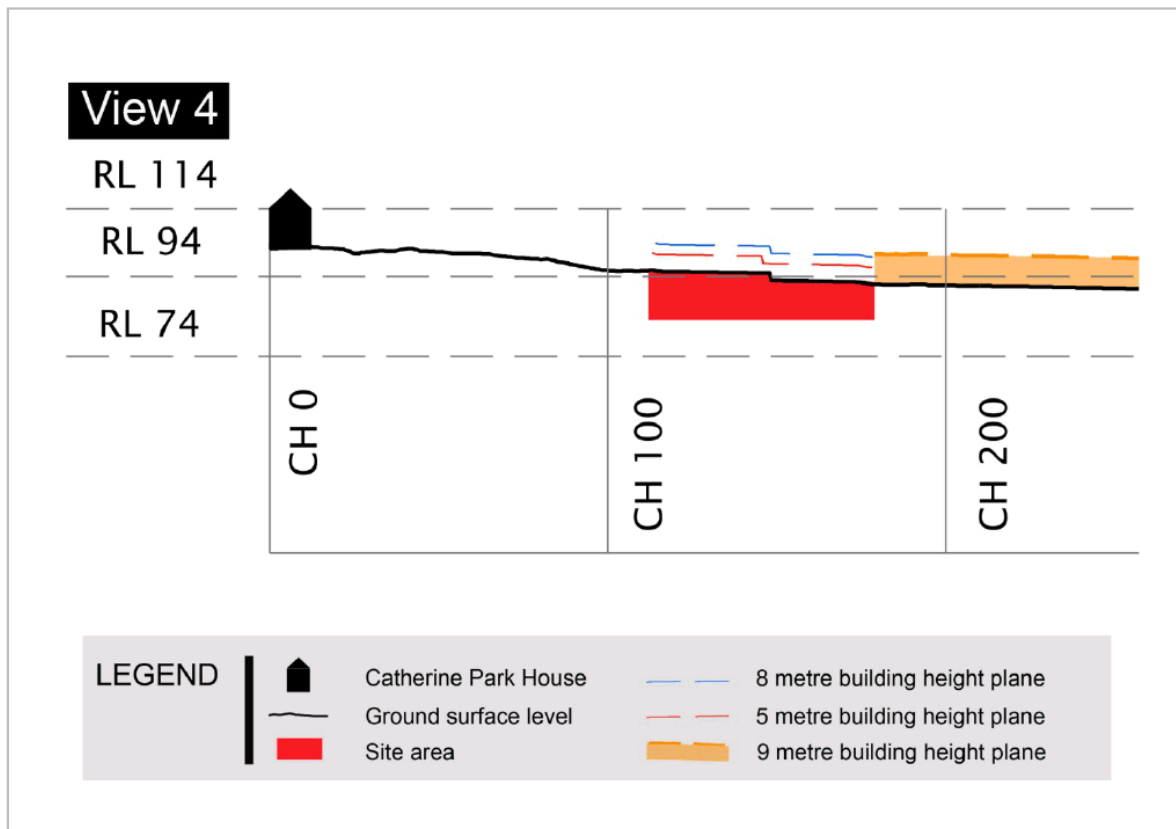 View 4
RL 114
RL 94
RL 74
CH 0
CH 100
CH 200
LEGEND
Catherine Park House
Ground surface level
Site area
8 metre building height plane
5 metre building height plane
9 metre building height plane